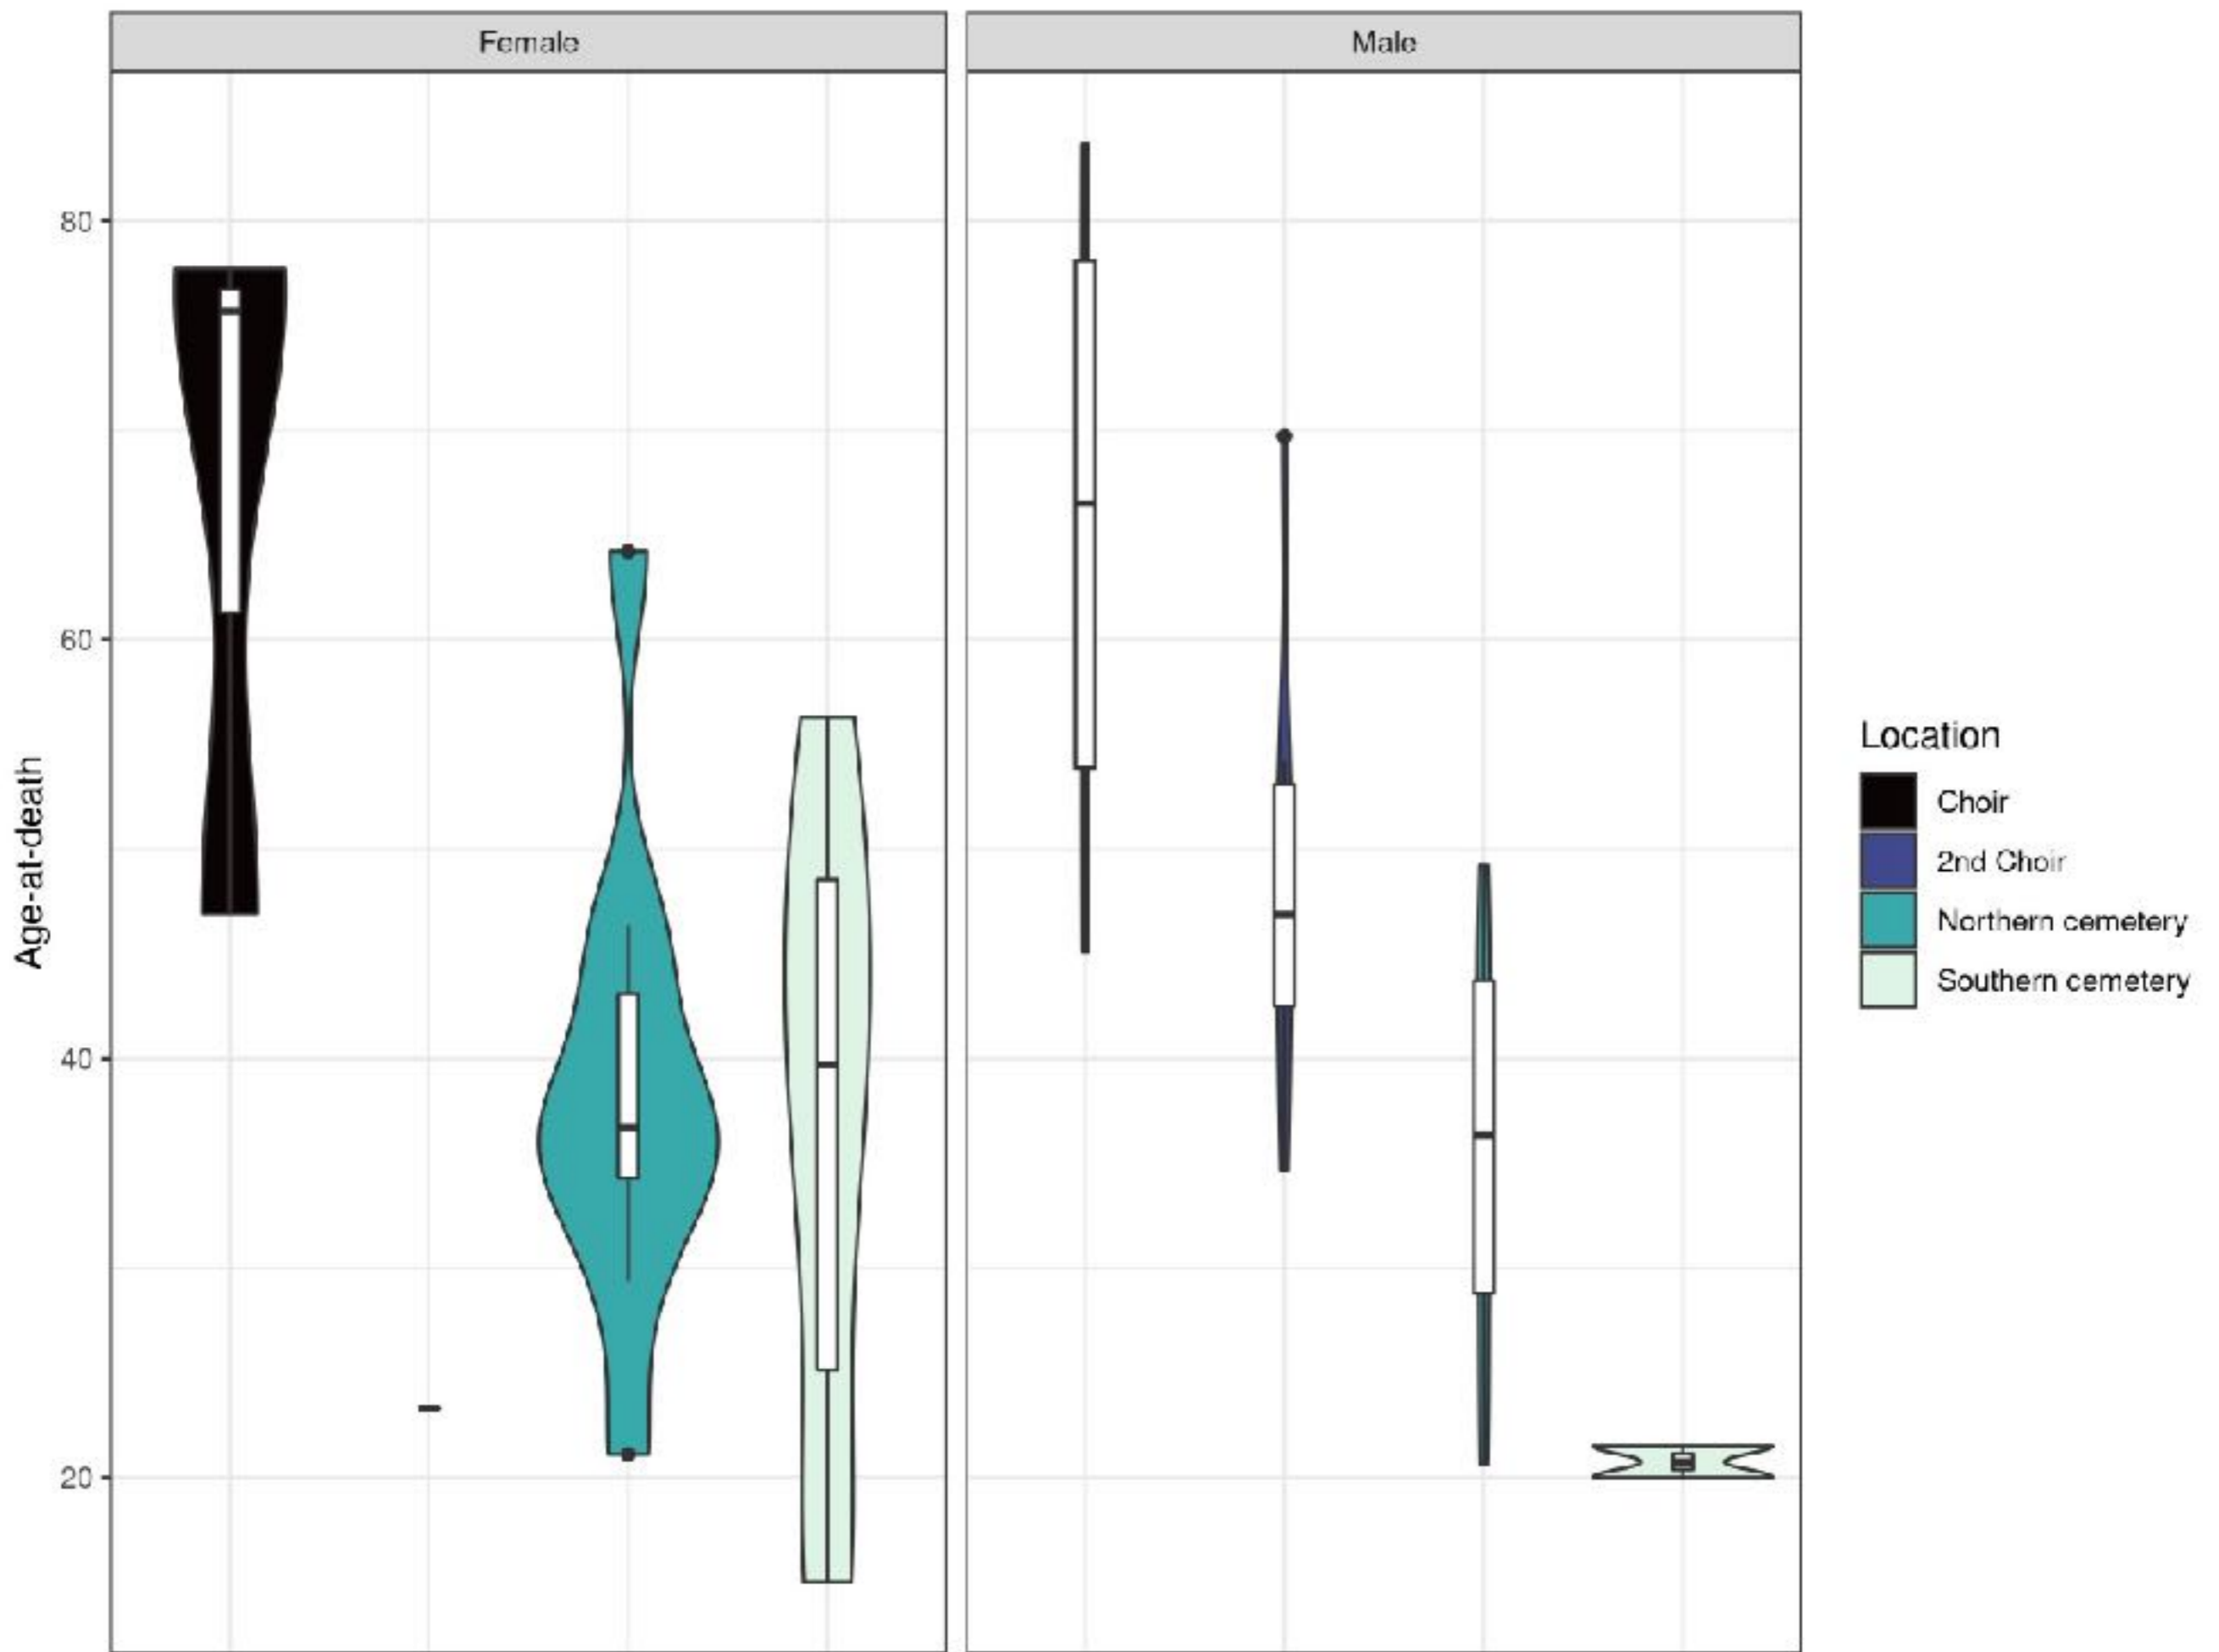 Female
Male
80
60
40
20
Age-at-death
Location
Choir
2nd Choir
Northern cemetery
Southern cemetery